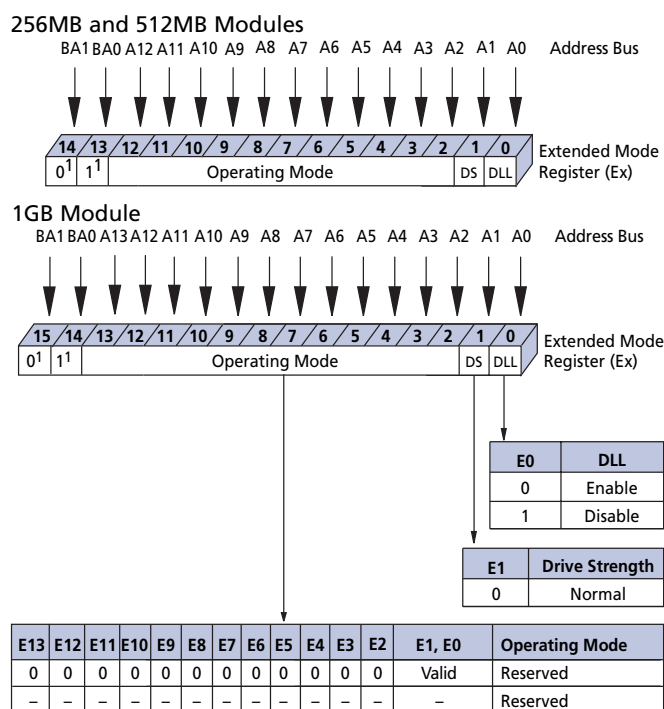 256MB and 512MB Modules
BA1 BA0 A12 A11 A10 A9 A8 A7 A6 A5 A4 A3 A2 A1 A0 Address Bus
14 13 12 11 10 9 8 7 6 5 4 3 2 1 0
Extended Mode
0¹ 1¹ Operating Mode DS DLL Register (Ex)
1GB Module
BA1 BA0 A13 A12 A11 A10 A9 A8 A7 A6 A5 A4 A3 A2 A1 A0 Address Bus
15 14 13 12 11 10 9 8 7 6 5 4 3 2 1 0
Extended Mode
0¹ 1¹ Operating Mode DS DLL Register (Ex)
E0 DLL
0 Enable
1 Disable
E1 Drive Strength
0 Normal
E13 E12 E11 E10 E9 E8 E7 E6 E5 E4 E3 E2 E1, E0 Operating Mode
0 0 0 0 0 0 0 0 0 0 0 0 Valid Reserved
– – – – – – – – – – – – – Reserved